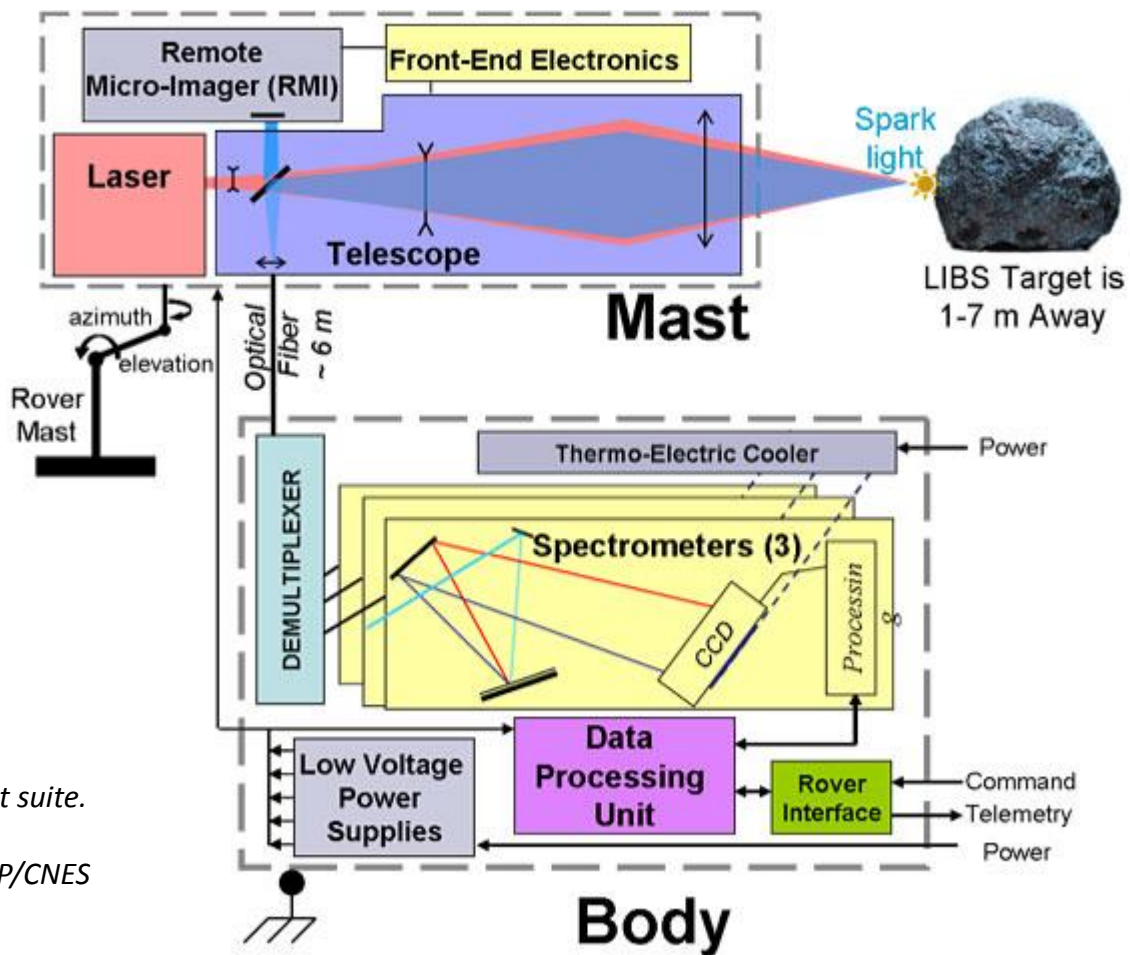 Remote
Micro-Imager (RMI)
Front-End Electronics
Laser
Telescope
Spark
light
LIBS Target is
1-7 m Away
Mast
azimuth
elevation
Rover
Mast
Optical
Fiber
~ 6 m
DEMULTIPLEXER
Thermo-Electric Cooler
Power
Spectrometers (3)
CCD
Processin
g
Low Voltage
Power
Supplies
Data
Processing
Unit
Rover
Interface
Command
Telemetry
Power
t suite.
P/CNES
Body